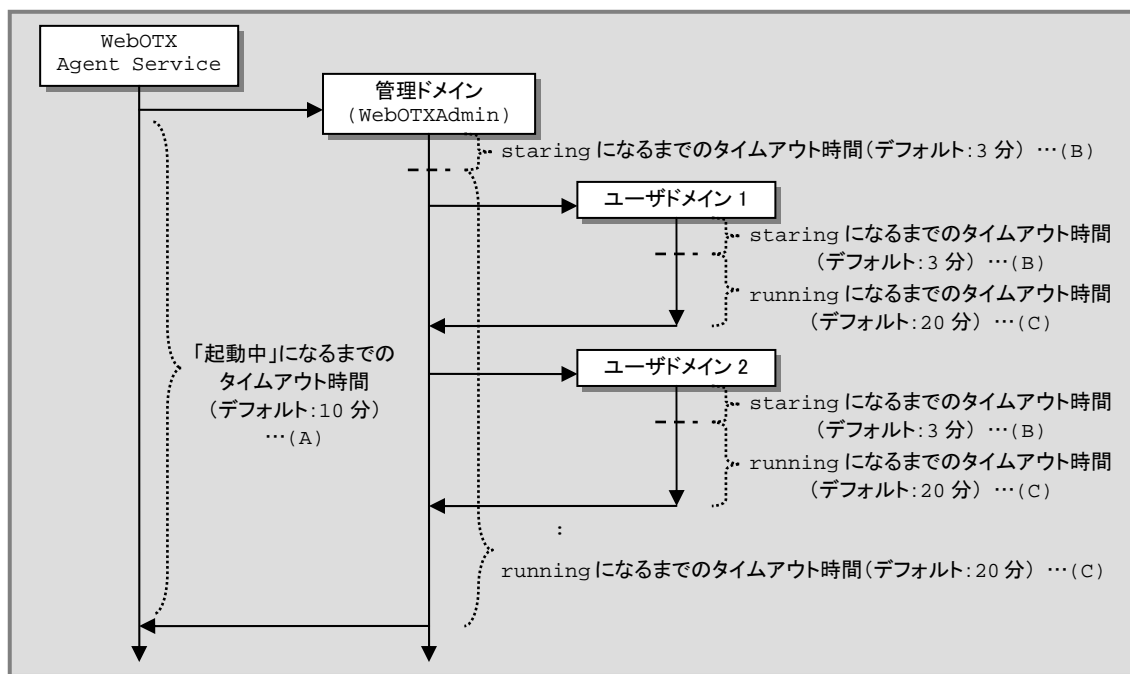 WebOTX
Agent Service
管理ドメイン
(WebOTXAdmin)
staring になるまでのタイムアウト時間(デフォルト:3 分) …(B)
ユーザドメイン 1
staring になるまでのタイムアウト時間
(デフォルト:3 分) …(B)
running になるまでのタイムアウト時間
(デフォルト:20 分) …(C)
「起動中」になるまでの
タイムアウト時間
(デフォルト:10 分)
…(A)
ユーザドメイン 2
staring になるまでのタイムアウト時間
(デフォルト:3 分) …(B)
running になるまでのタイムアウト時間
(デフォルト:20 分) …(C)
:
running になるまでのタイムアウト時間(デフォルト:20 分) …(C)